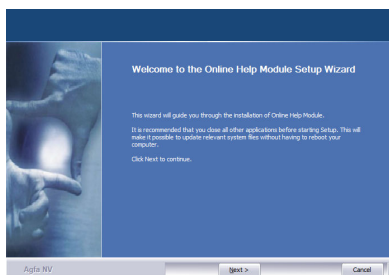 Welcome to the Online Help Module Setup Wizard
This wizard will guide you through the installation of Online Help Module.
It is recommended that you close all other applications before starting Setup. This will
make it possible to update relevant system files without having to reboot your
computer.
Click Next to continue.
Agfa NV
Next >
Cancel